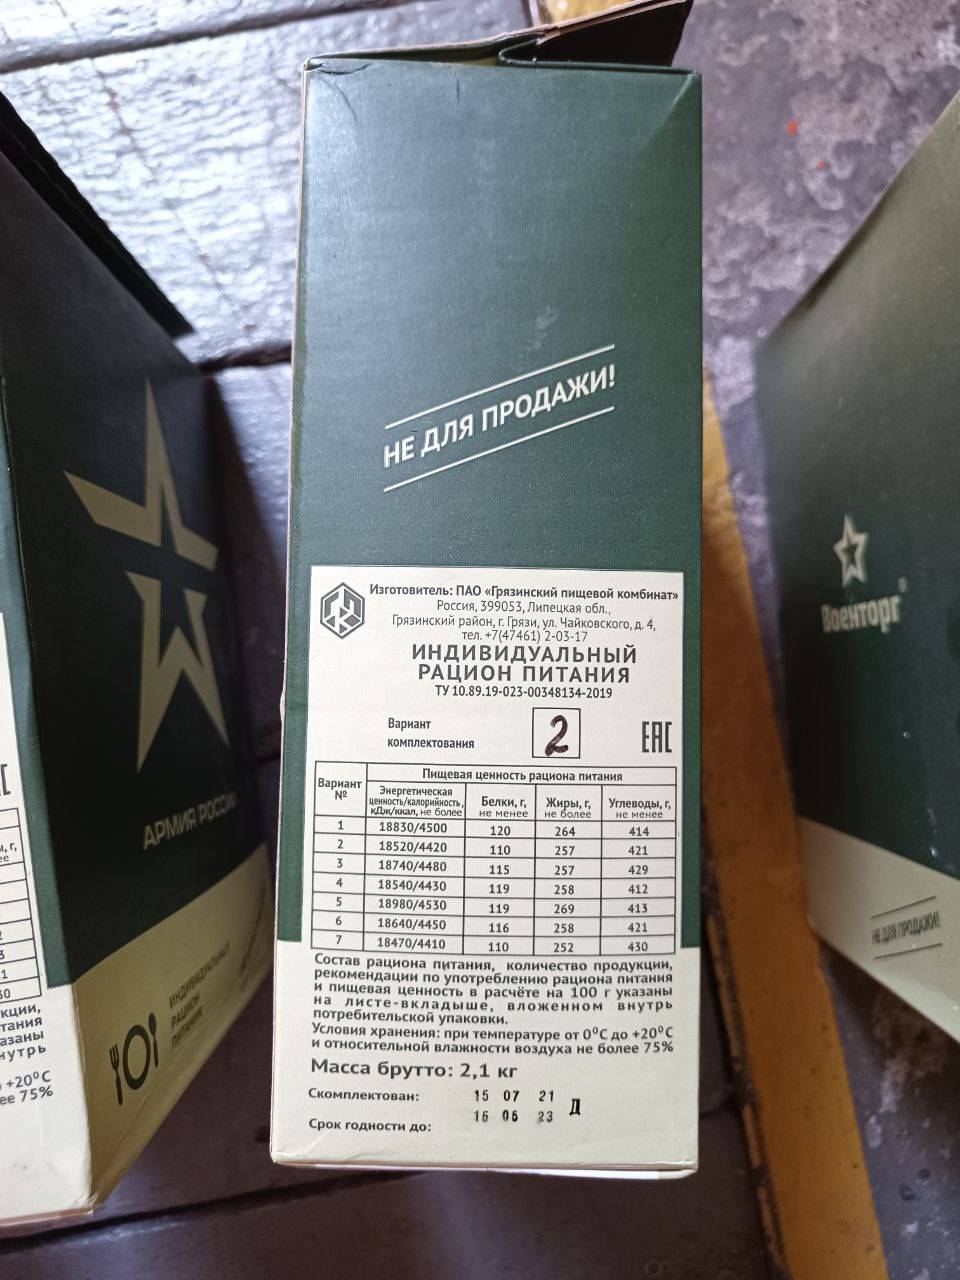 НЕ ДЛЯ ПРОДАЖИ!
Изготовитель: ПАО «Грязинский пищевой комбинат»
Россия, 399053, Липецкая обл.,
Грязинский район, г. Грязи, ул. Чайковского, д. 4,
тел. +7(47461) 2-03-17
ИНДИВИДУАЛЬНЫЙ
РАЦИОН ПИТАНИЯ
ТУ 10.89.19-023-00348134-2019
Вариант
комплектования
2
EAC
Вариант №
Пищевая ценность рациона питания
Энергетическая ценность/калорийность, кДж/ккал, не более Белки, г, не менее Жиры, г, не более Углеводы, г, не менее
1 18830/4500 120 264 414
2 18520/4420 110 257 421
3 18740/4480 115 257 429
4 18540/4430 119 258 412
5 18980/4530 119 269 413
6 18640/4450 116 258 421
7 18470/4410 110 252 430
Состав рациона питания, количество продукции,
рекомендации по употреблению рациона питания
и пищевая ценность в расчёте на 100 г указаны
на листе-вкладыше, вложенном внутрь
потребительской упаковки.
Условия хранения: при температуре от 0⁰С до +20⁰С
и относительной влажности воздуха не более 75%
Масса брутто: 2,1 кг
Скомплектован: 15 07 21 Д
Срок годности до: 23
АРМИЯ РОССИИ
ИНДИВИДУАЛЬНЫЙ
РАЦИОН
ПИТАНИЯ
+20⁰С
75%
Военторг®
НЕ ДЛЯ ПРОДАЖИ!